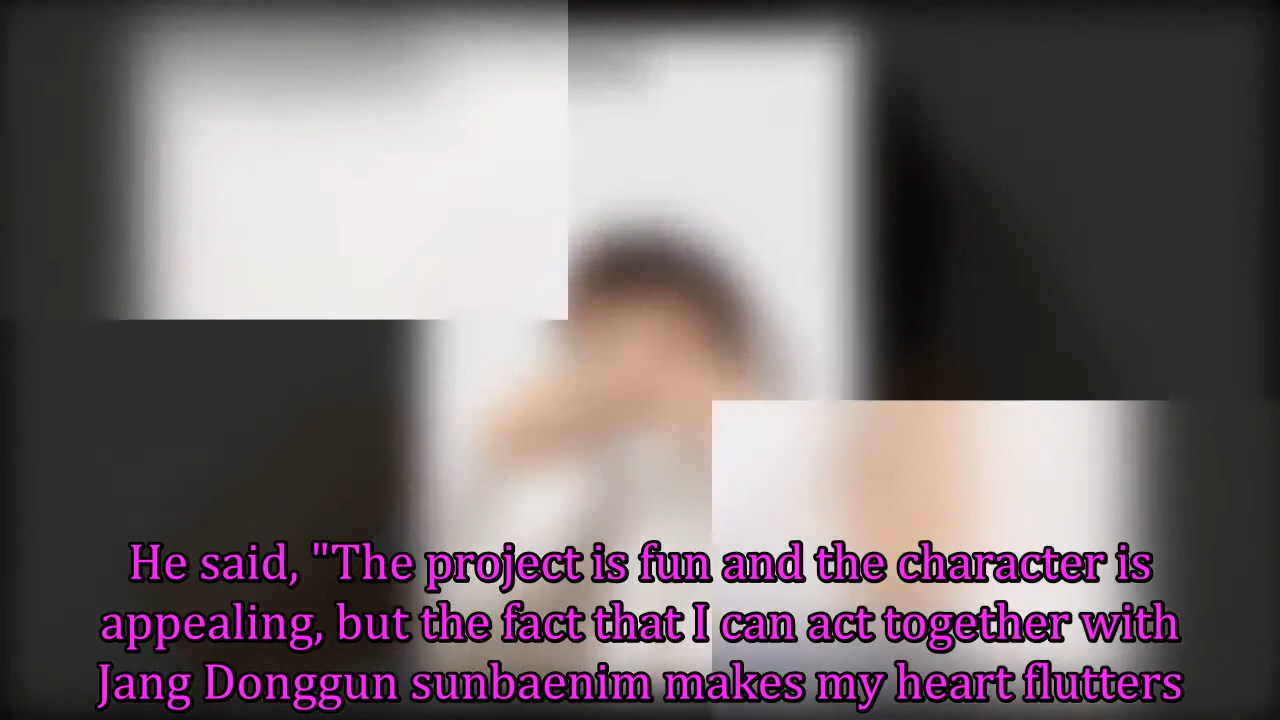 He said, "The project is fun and the character is
appealing, but the fact that I can act together with
Jang Donggun sunbaenim makes my heart flutters